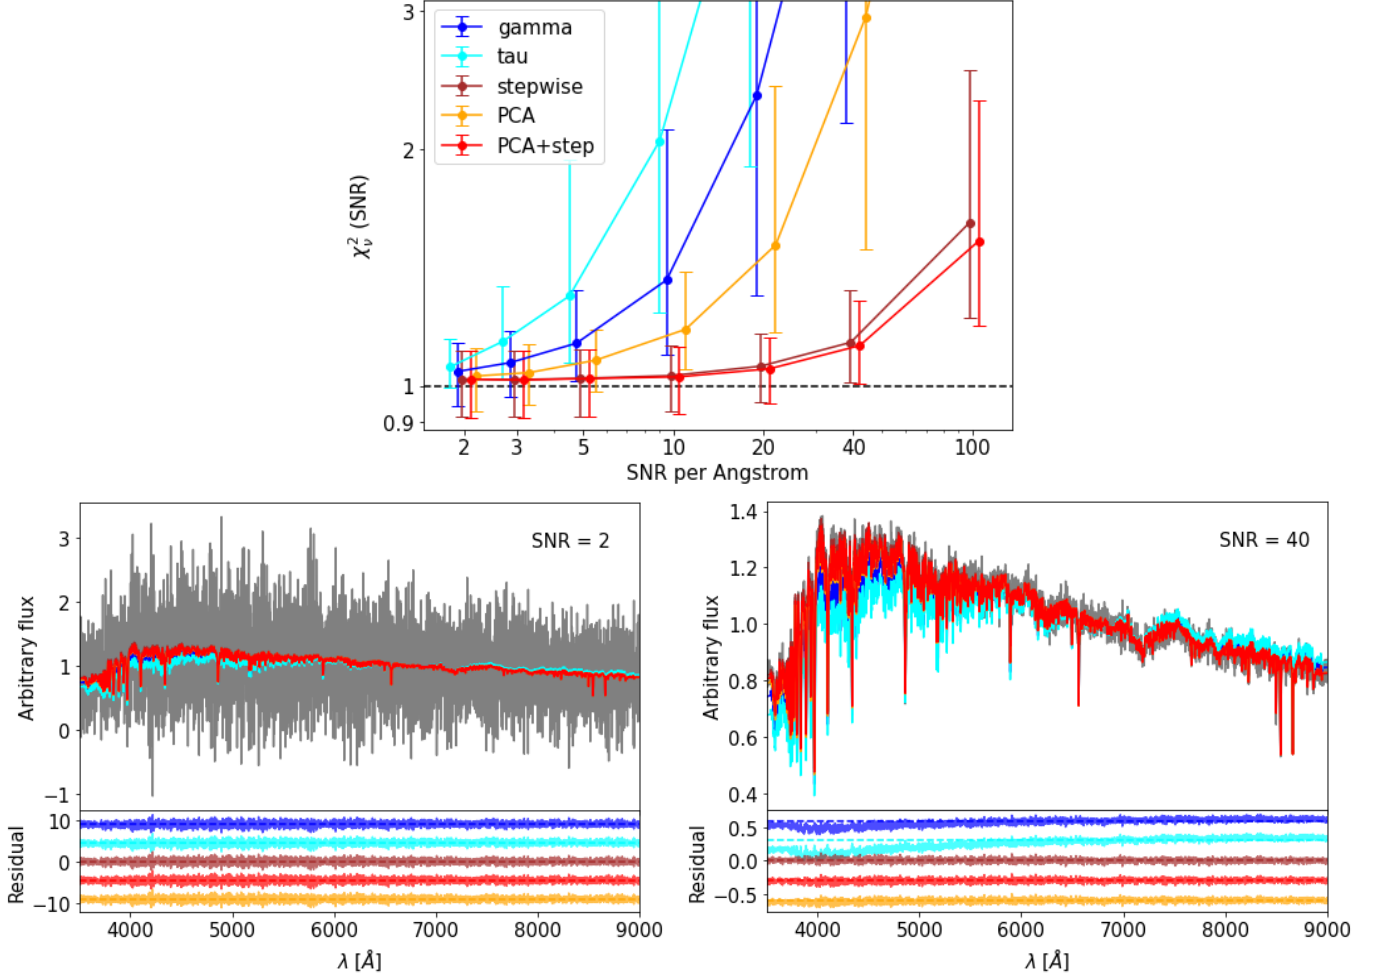 3
2
1
0.9
χ²ᵥ (SNR)
gamma
tau
stepwise
PCA
PCA+step
2 3 5 10 20 40 100
SNR per Angstrom
SNR = 2
3
2
1
0
−1
Arbitrary flux
10
0
−10
Residual
4000 5000 6000 7000 8000 9000
λ [Å]
SNR = 40
1.4
1.2
1.0
0.8
0.6
0.4
Arbitrary flux
0.5
0.0
−0.5
Residual
4000 5000 6000 7000 8000 9000
λ [Å]